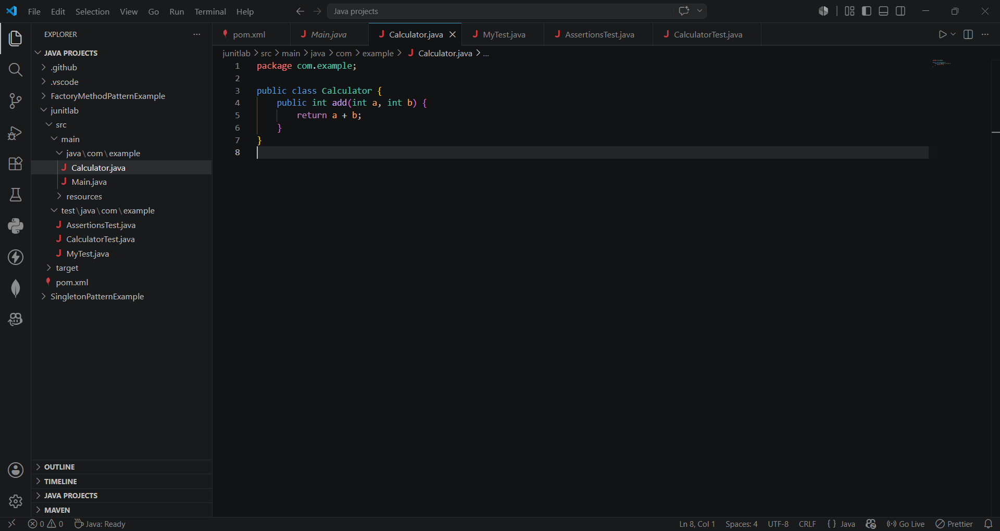 File Edit Selection View Go Run Terminal Help
Java projects
EXPLORER
JAVA PROJECTS
.github
.vscode
FactoryMethodPatternExample
junitlab
src
main
java\com\example
Calculator.java
Main.java
resources
test\java\com\example
AssertionsTest.java
CalculatorTest.java
MyTest.java
target
pom.xml
SingletonPatternExample
OUTLINE
TIMELINE
JAVA PROJECTS
MAVEN
pom.xml Main.java Calculator.java MyTest.java AssertionsTest.java CalculatorTest.java
junitlab > src > main > java > com > example > Calculator.java > ...
1 package com.example;
2
3 public class Calculator {
4 public int add(int a, int b) {
5 return a + b;
6 }
7 }
8
0 0 Java: Ready Ln 8, Col 1 Spaces: 4 UTF-8 CRLF { } Java Go Live Prettier